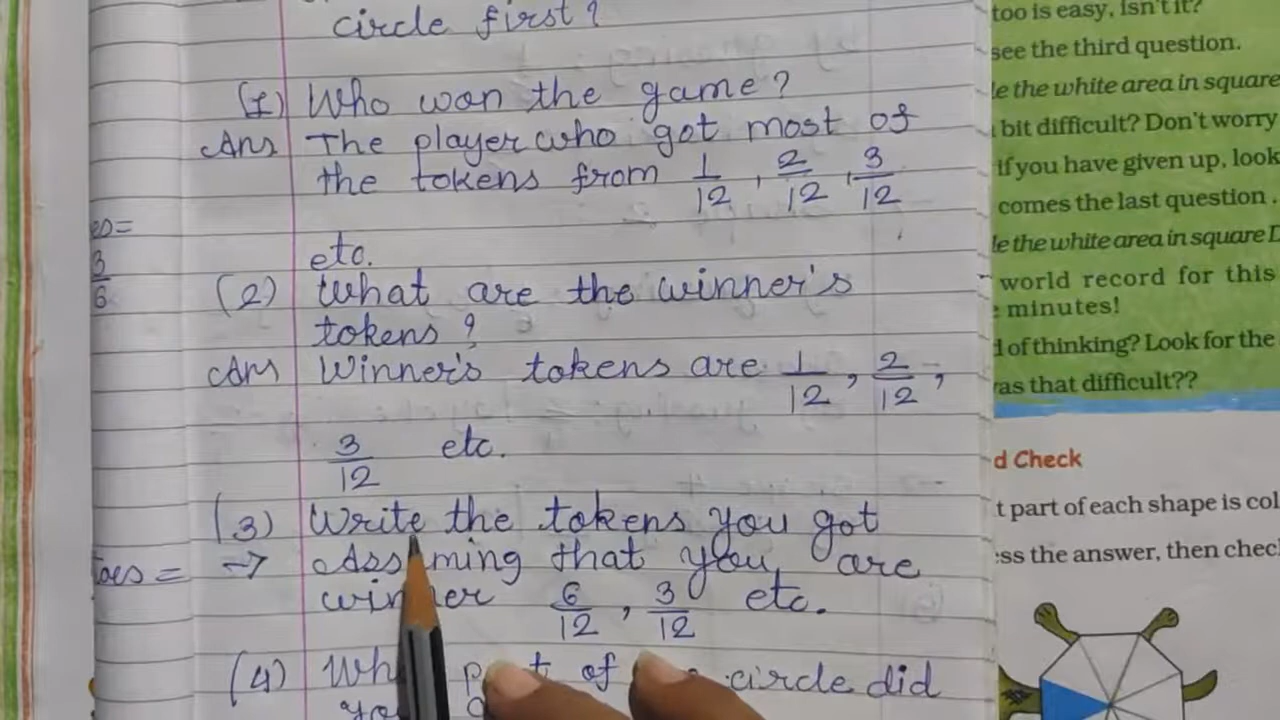 circle first?
(1) Who won the game?
Ans The player who got most of
the tokens from 1/12, 2/12, 3/12
etc.
(2) What are the winner's
tokens?
Ans Winner's tokens are 1/12, 2/12,
3/12 etc.
(3) Write the tokens you got
→ Assuming that you are
winner 6/12, 3/12 etc.
(4) of circle did
es=
3/6
oes =
too is easy, isn't it?
see the third question.
le the white area in square
bit difficult? Don't worry
if you have given up, look
comes the last question.
le the white area in square D
world record for this
minutes!
d of thinking? Look for the
as that difficult??
d Check
t part of each shape is col
ss the answer, then chec